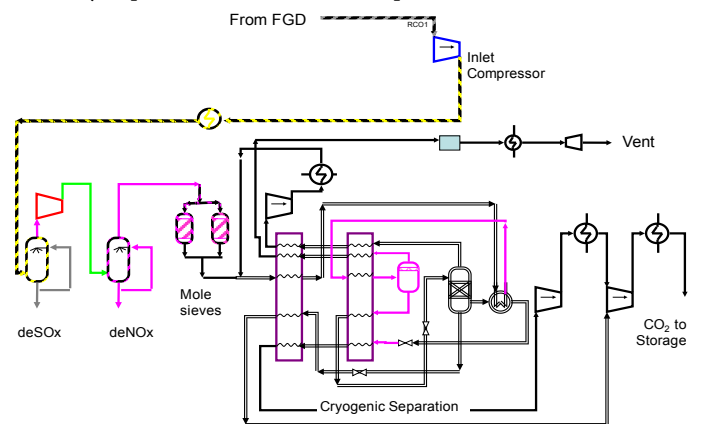 From FGD
RCO1
Inlet
Compressor
Vent
Mole
sieves
deSOx
deNOx
CO₂ to
Storage
Cryogenic Separation